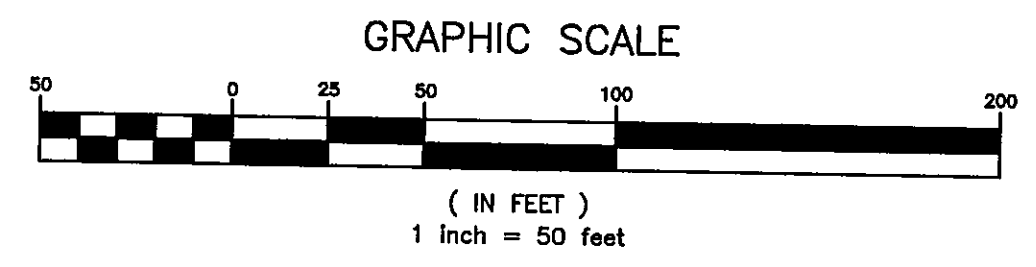 GRAPHIC SCALE
50 0 25 50 100 200
( IN FEET )
1 inch = 50 feet